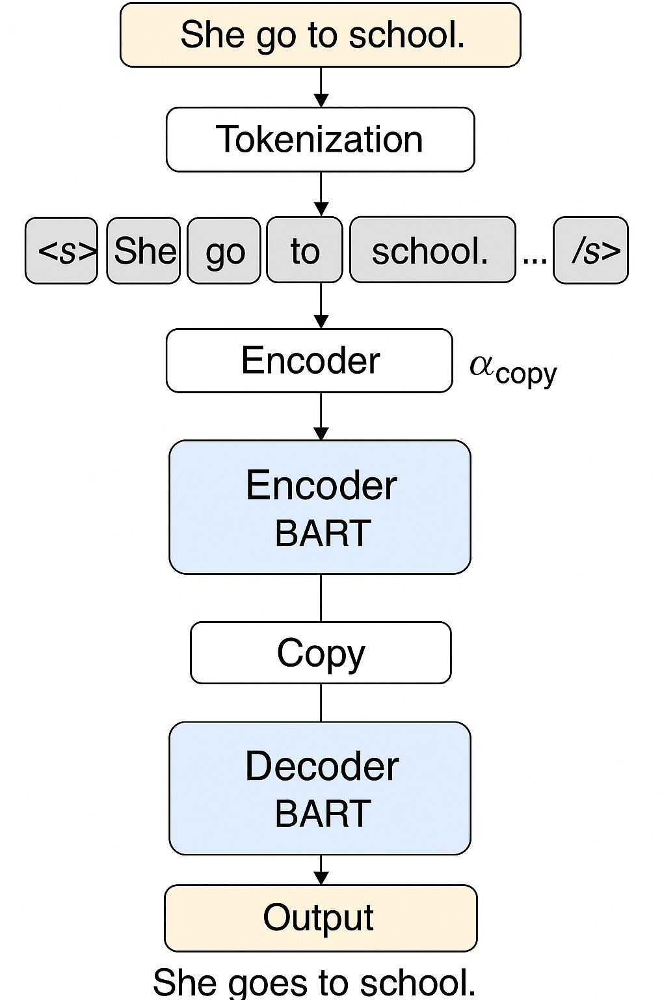 She go to school.
Tokenization
<s> She go to school. ... /s>
Encoder αcopy
Encoder
BART
Copy
Decoder
BART
Output
She goes to school.